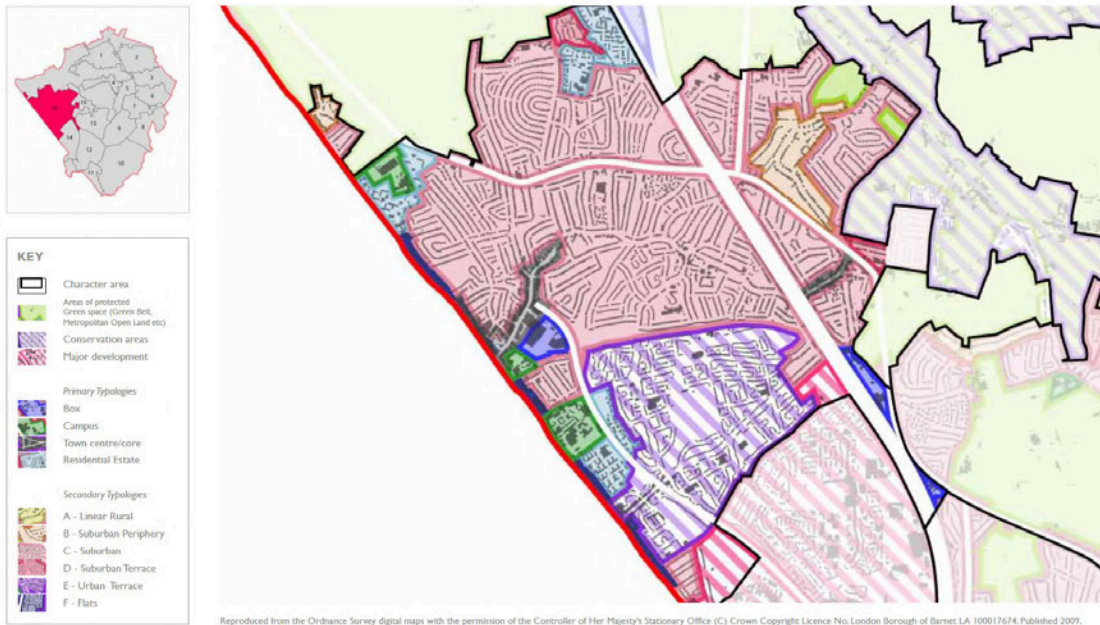 KEY
Character area
Areas of protected
Green space (Green Belt,
Metropolitan Open Land etc)
Conservation areas
Major development
Primary Typologies
Box
Campus
Town centre/core
Residential Estate
Secondary Typologies
A - Linear Rural
B - Suburban Periphery
C - Suburban
D - Suburban Terrace
E - Urban Terrace
F - Flats
Reproduced from the Ordnance Survey digital maps with the permission of the Controller of Her Majesty's Stationary Office (C) Crown Copyright Licence No. London Borough of Barnet LA 100017674. Published 2009.